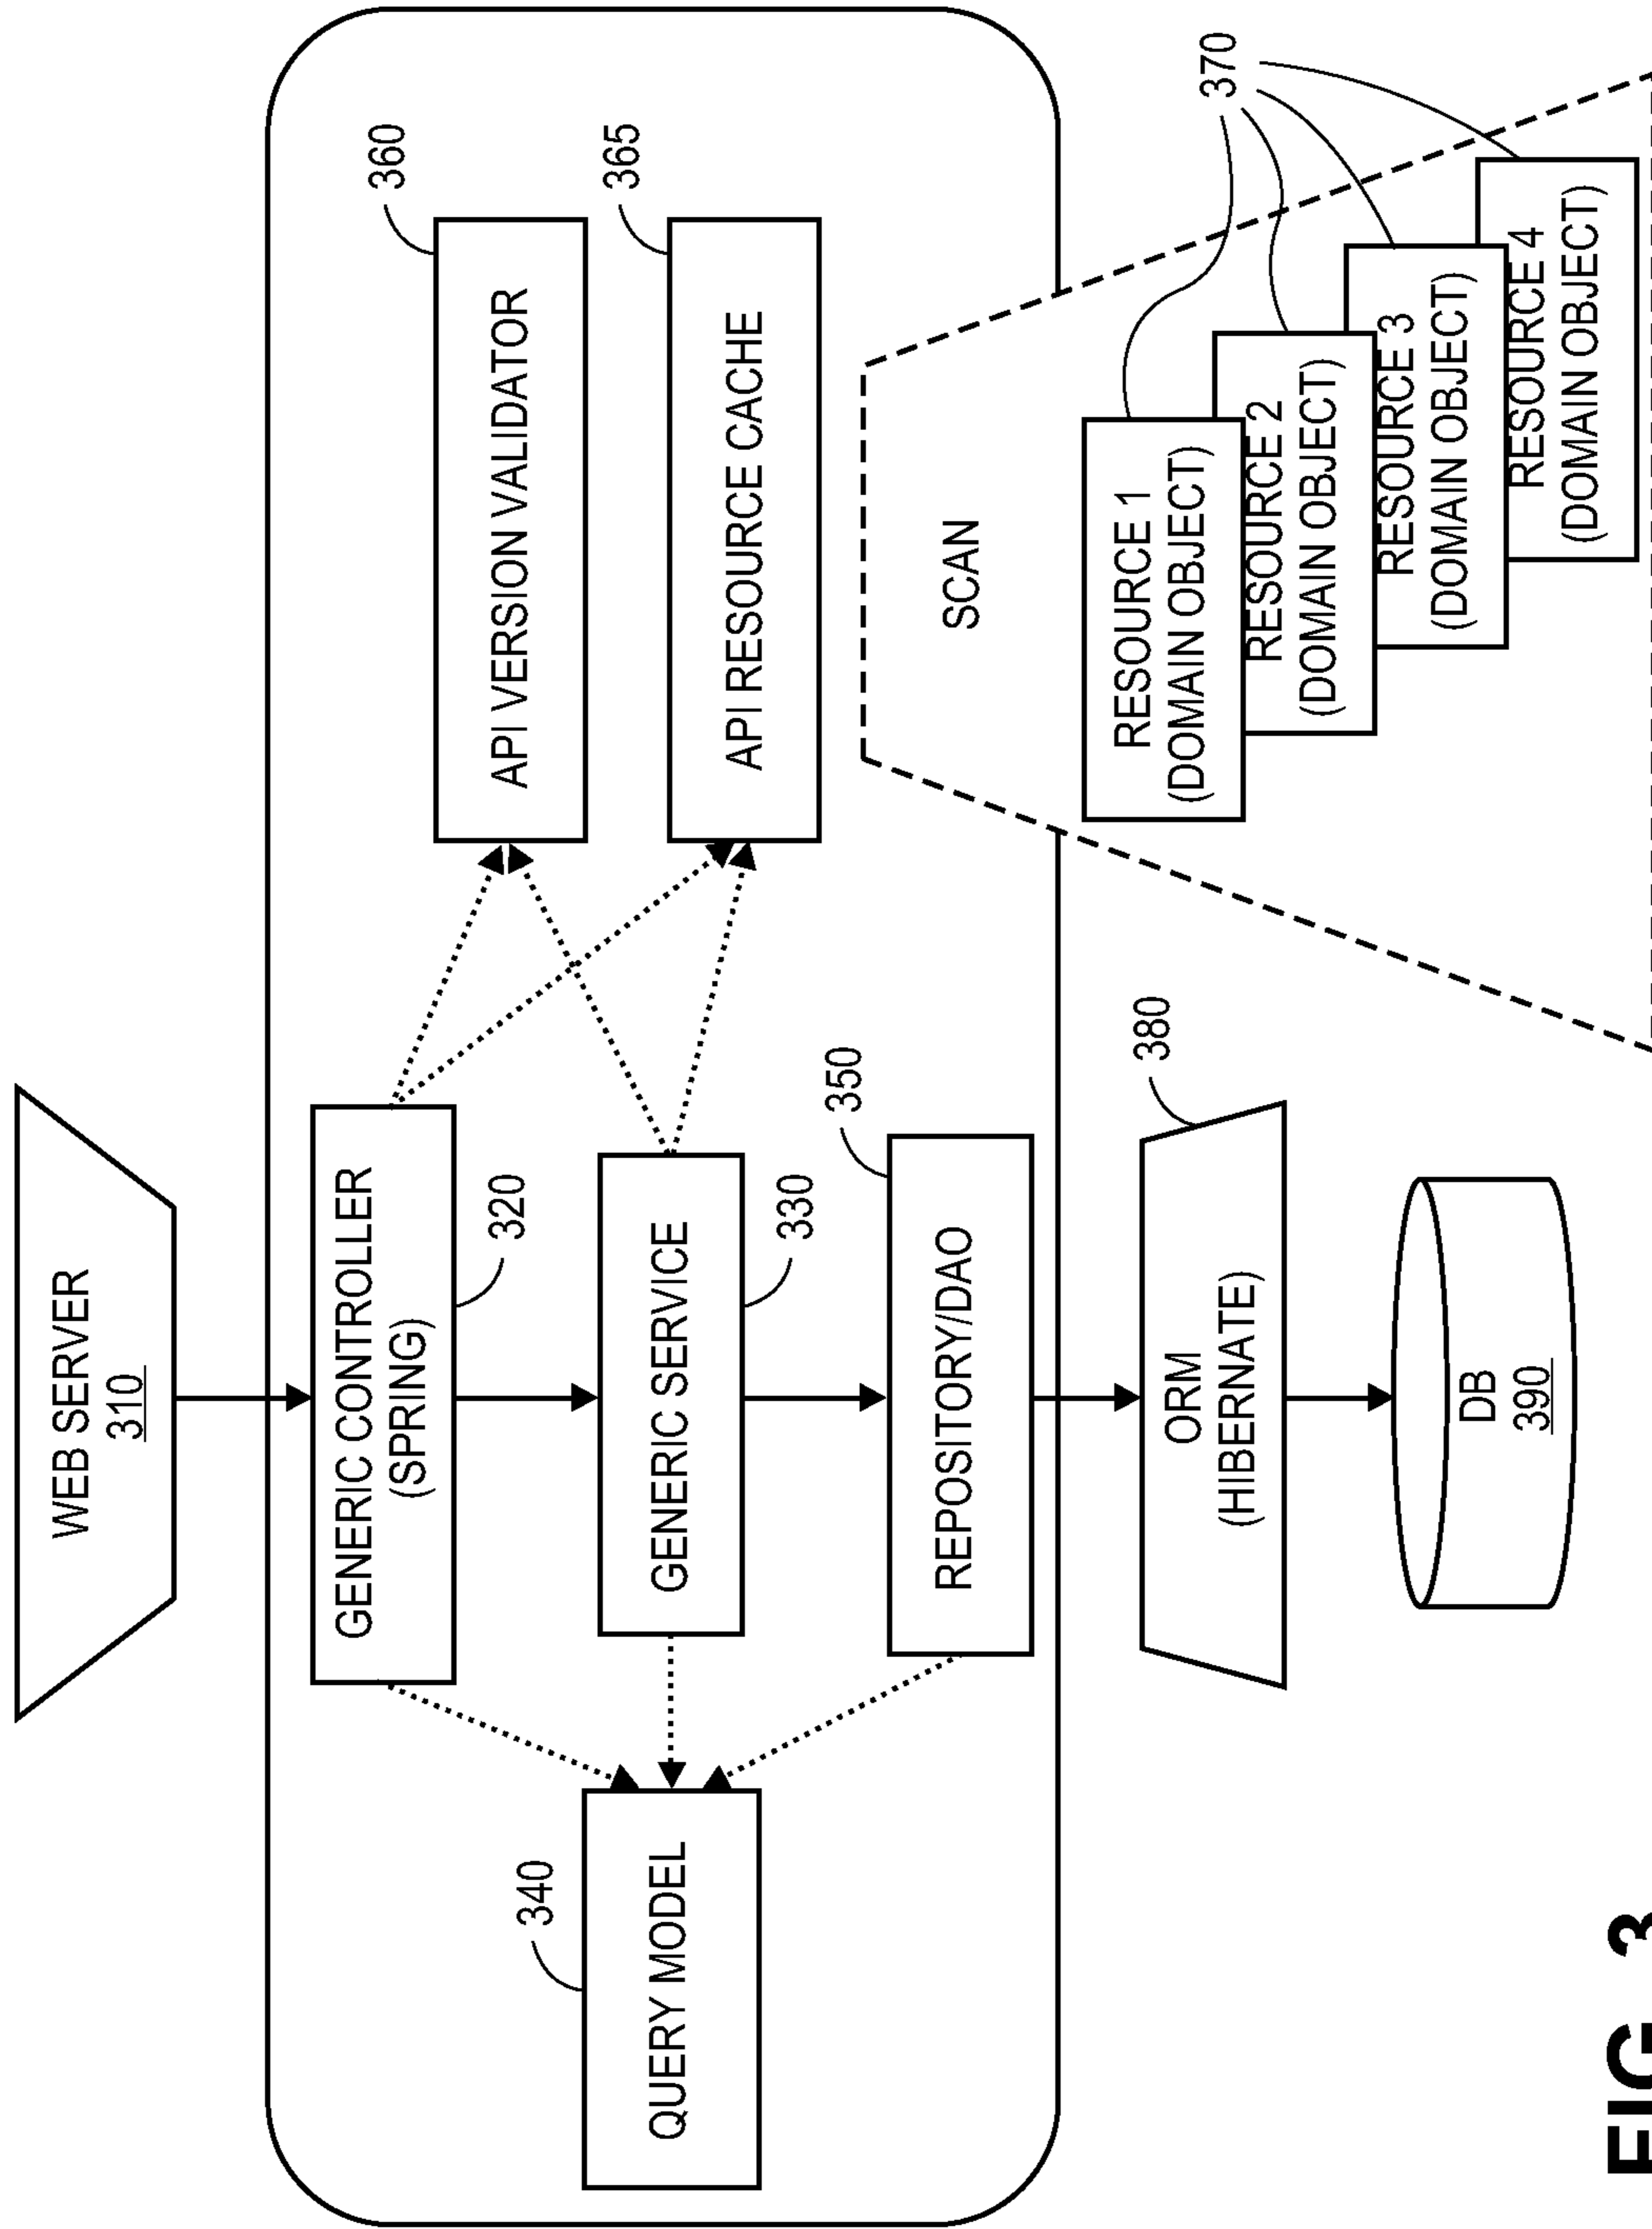 WEB SERVER
310
GENERIC CONTROLLER
(SPRING)
320
360
API VERSION VALIDATOR
340
QUERY MODEL
GENERIC SERVICE
330
365
API RESOURCE CACHE
350
REPOSITORY/DAO
SCAN
380
ORM
(HIBERNATE)
370
RESOURCE 1
(DOMAIN OBJECT)
RESOURCE 2
(DOMAIN OBJECT)
RESOURCE 3
(DOMAIN OBJECT)
RESOURCE 4
(DOMAIN OBJECT)
DB
390
FIG. 3